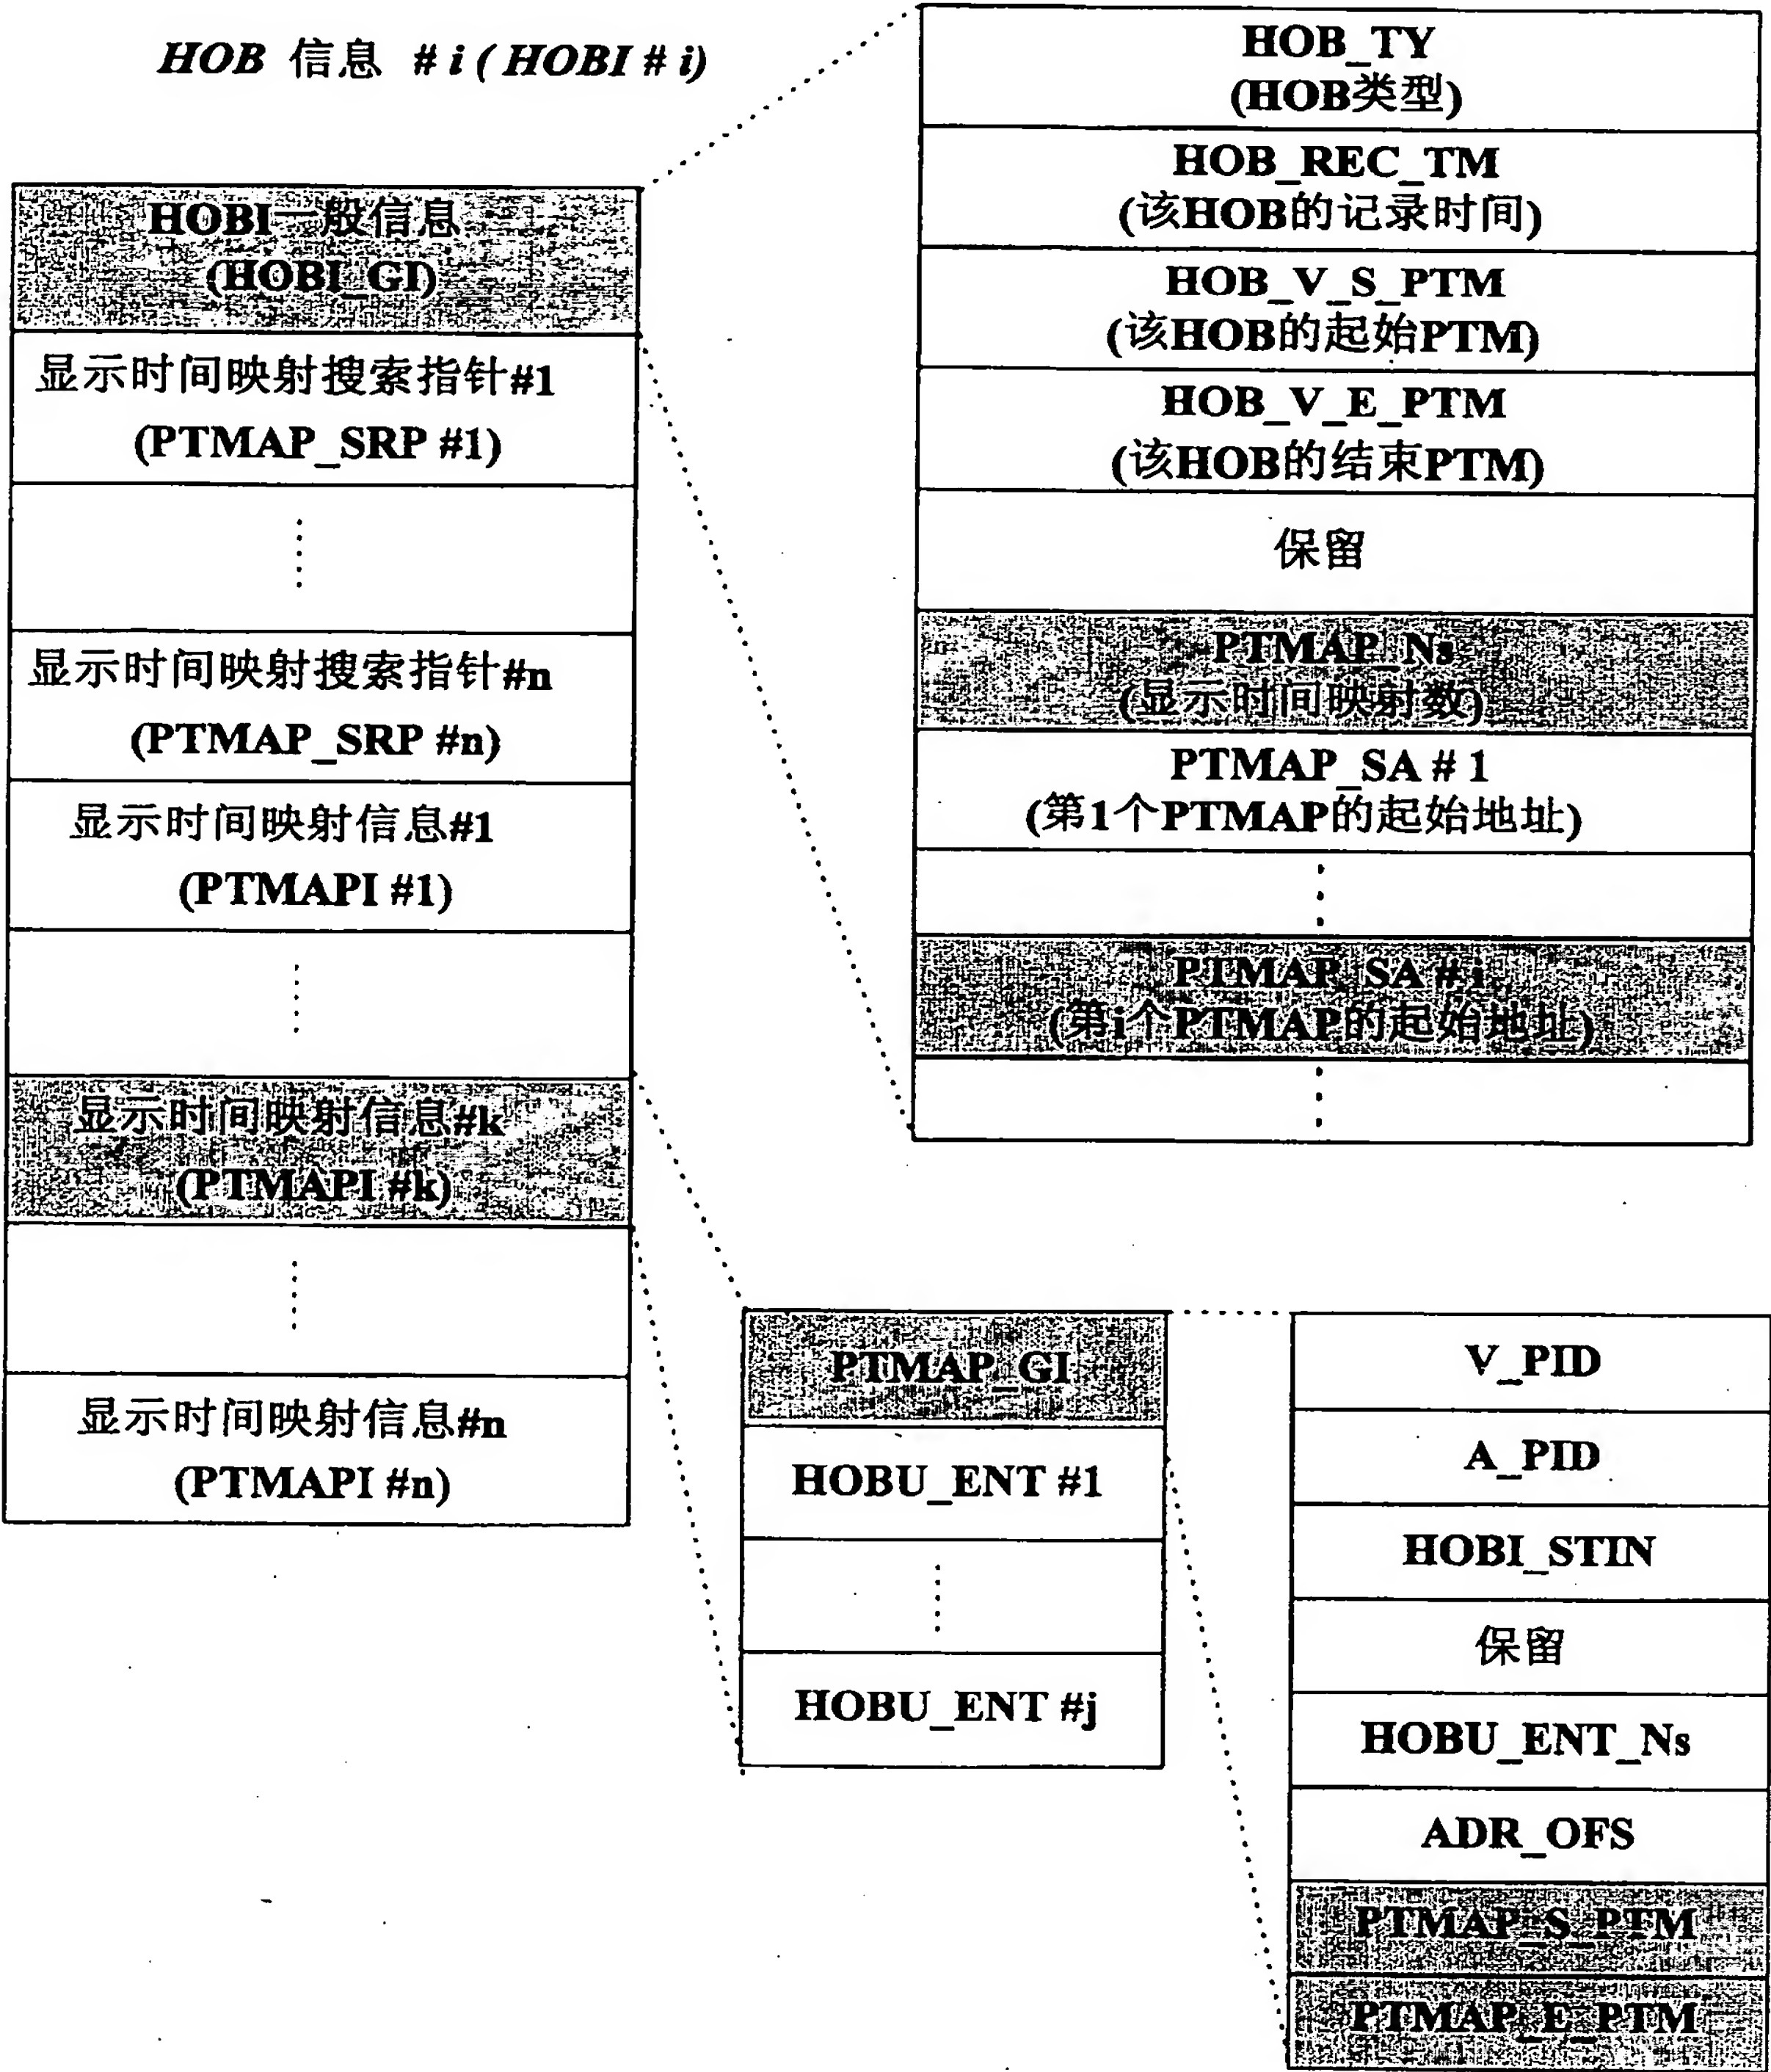 HOB 信息 # i ( HOBI # i)
HOBI一般信息
(HOBI_GI)
显示时间映射搜索指针#1
(PTMAP_SRP #1)
显示时间映射搜索指针#n
(PTMAP_SRP #n)
显示时间映射信息#1
(PTMAPI #1)
显示时间映射信息#k
(PTMAPI #k)
显示时间映射信息#n
(PTMAPI #n)
HOB_TY
(HOB类型)
HOB_REC_TM
(该HOB的记录时间)
HOB_V_S_PTM
(该HOB的起始PTM)
HOB_V_E_PTM
(该HOB的结束PTM)
保留
PTMAP_Ns
(显示时间映射数)
PTMAP_SA # 1
(第1个PTMAP的起始地址)
PTMAP_SA # i
(第i个PTMAP的起始地址)
PTMAP_GI
HOBU_ENT #1
HOBU_ENT #j
V_PID
A_PID
HOBI_STIN
保留
HOBU_ENT_Ns
ADR_OFS
PTMAP_S_PTM
PTMAP_E_PTM